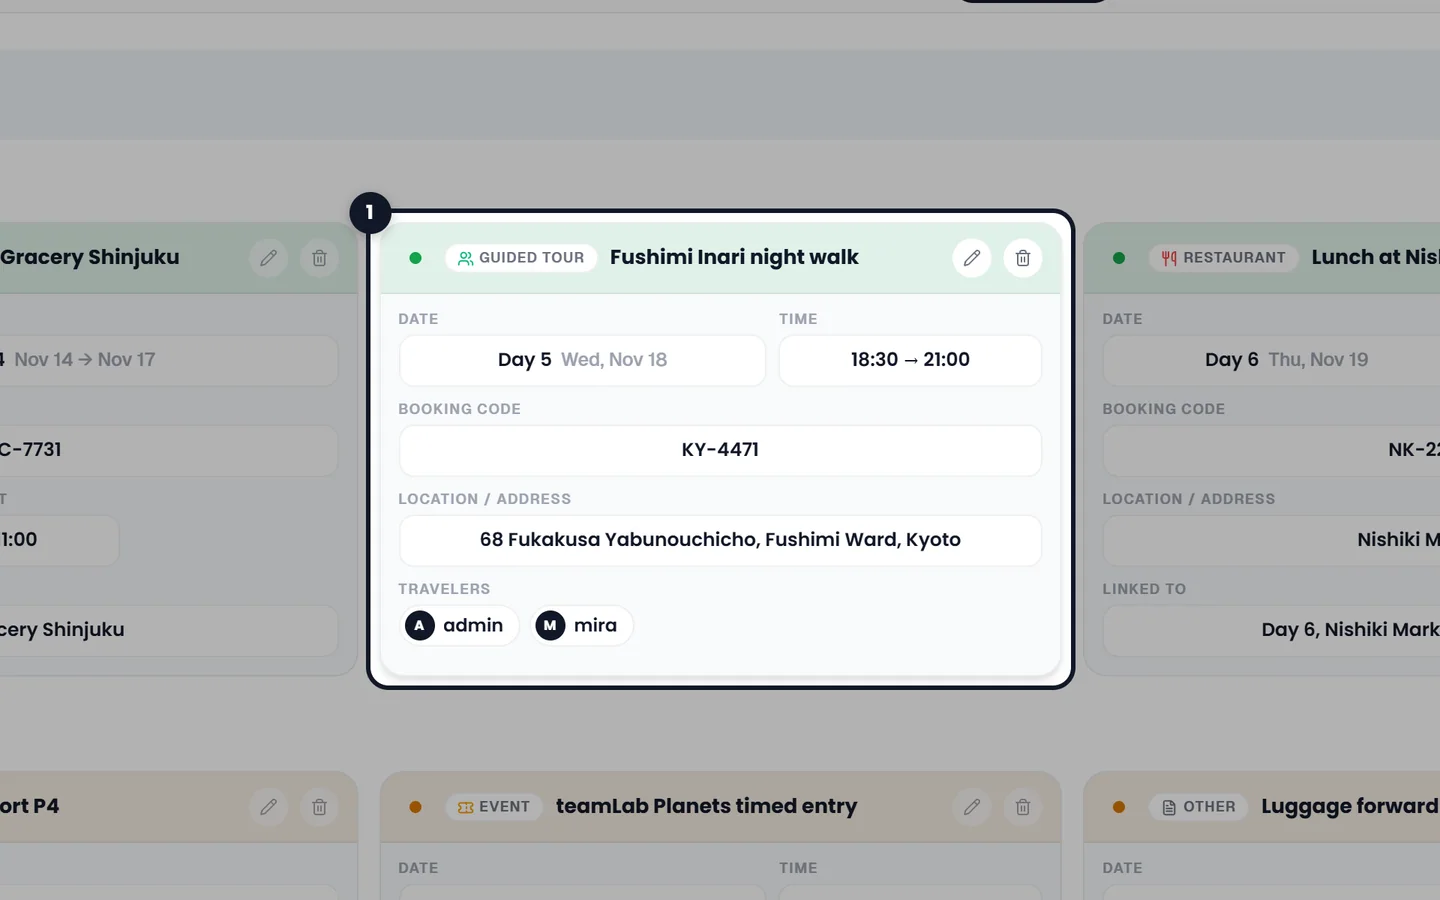 1
Gracery Shinjuku
Nov 14 → Nov 17
C-7731
1:00
cery Shinjuku
GUIDED TOUR
Fushimi Inari night walk
DATE
TIME
Day 5 Wed, Nov 18
18:30 → 21:00
BOOKING CODE
KY-4471
LOCATION / ADDRESS
68 Fukakusa Yabunouchicho, Fushimi Ward, Kyoto
TRAVELERS
A admin
M mira
RESTAURANT
Lunch at Nis
DATE
Day 6 Thu, Nov 19
BOOKING CODE
NK-22
LOCATION / ADDRESS
Nishiki M
LINKED TO
Day 6, Nishiki Mark
ort P4
EVENT
teamLab Planets timed entry
DATE
TIME
OTHER
Luggage forward
DATE